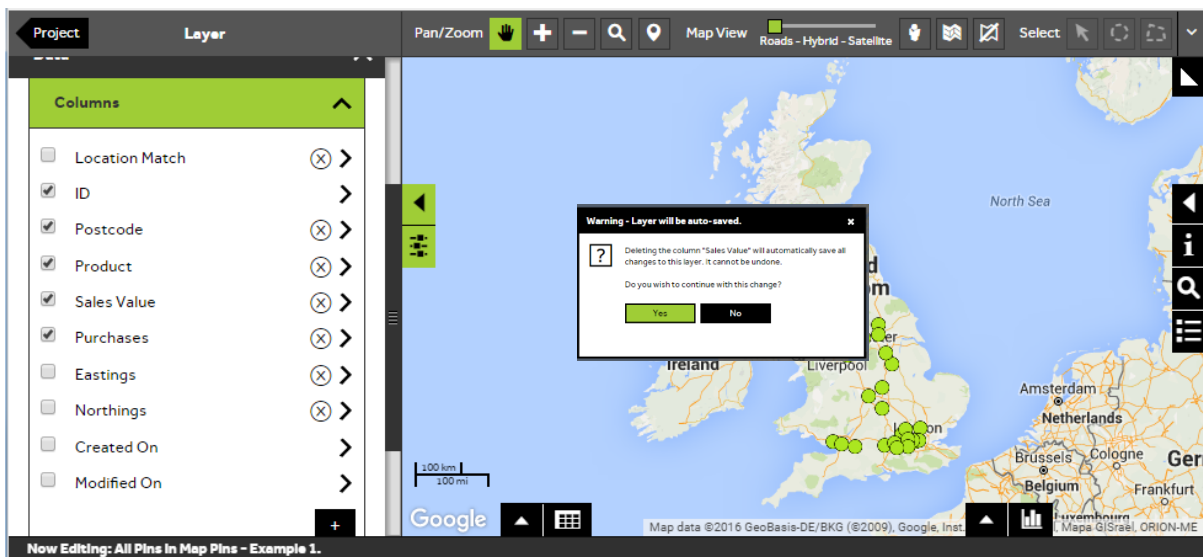 Project
Layer
Pan/Zoom
Map View
Roads - Hybrid - Satellite
Select
Data
Columns
Location Match
ID
Postcode
Product
Sales Value
Purchases
Eastings
Northings
Created On
Modified On
+
North Sea
Warning - Layer will be auto-saved.
Deleting the column "Sales Value" will automatically save all
changes to this layer. It cannot be undone.
Do you wish to continue with this change?
Yes
No
Ireland
Liverpool
Amsterdam
Netherlands
Brussels
Cologne
Ger
Belgium
Frankfurt
Luxembourg
100 km
100 mi
Google
Map data ©2016 GeoBasis-DE/BKG (©2009), Google, Inst.
Mapa GISrael, ORION-ME
Now Editing: All Pins in Map Pins - Example 1.